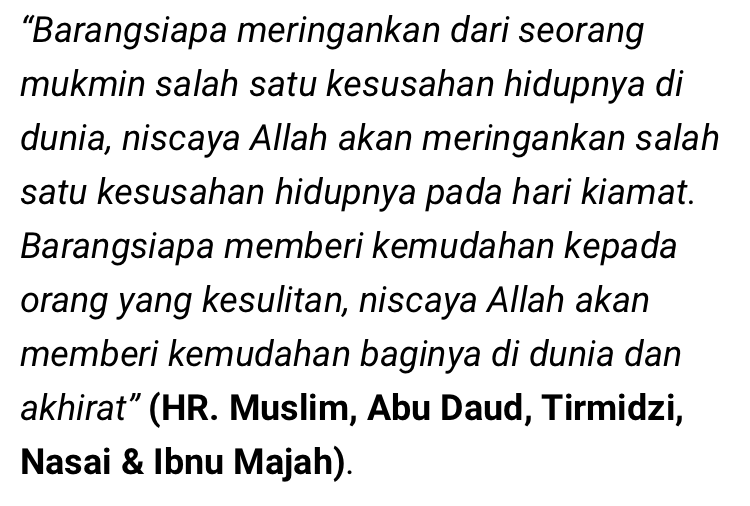 “Barangsiapa meringankan dari seorang
mukmin salah satu kesusahan hidupnya di
dunia, niscaya Allah akan meringankan salah
satu kesusahan hidupnya pada hari kiamat.
Barangsiapa memberi kemudahan kepada
orang yang kesulitan, niscaya Allah akan
memberi kemudahan baginya di dunia dan
akhirat” (HR. Muslim, Abu Daud, Tirmidzi,
Nasai & Ibnu Majah).